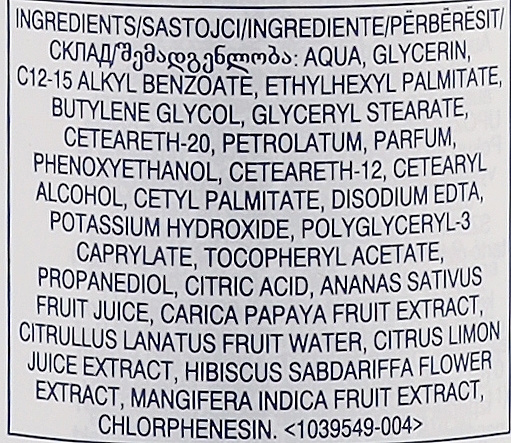 INGREDIENTS/SASTOJCI/INGREDIENTE/PËRBËRËSIT/
СКЛАД/შემადგენლობა: AQUA, GLYCERIN,
C12-15 ALKYL BENZOATE, ETHYLHEXYL PALMITATE,
BUTYLENE GLYCOL, GLYCERYL STEARATE,
CETEARETH-20, PETROLATUM, PARFUM,
PHENOXYETHANOL, CETEARETH-12, CETEARYL
ALCOHOL, CETYL PALMITATE, DISODIUM EDTA,
POTASSIUM HYDROXIDE, POLYGLYCERYL-3
CAPRYLATE, TOCOPHERYL ACETATE,
PROPANEDIOL, CITRIC ACID, ANANAS SATIVUS
FRUIT JUICE, CARICA PAPAYA FRUIT EXTRACT,
CITRULLUS LANATUS FRUIT WATER, CITRUS LIMON
JUICE EXTRACT, HIBISCUS SABDARIFFA FLOWER
EXTRACT, MANGIFERA INDICA FRUIT EXTRACT,
CHLORPHENESIN. <1039549-004>